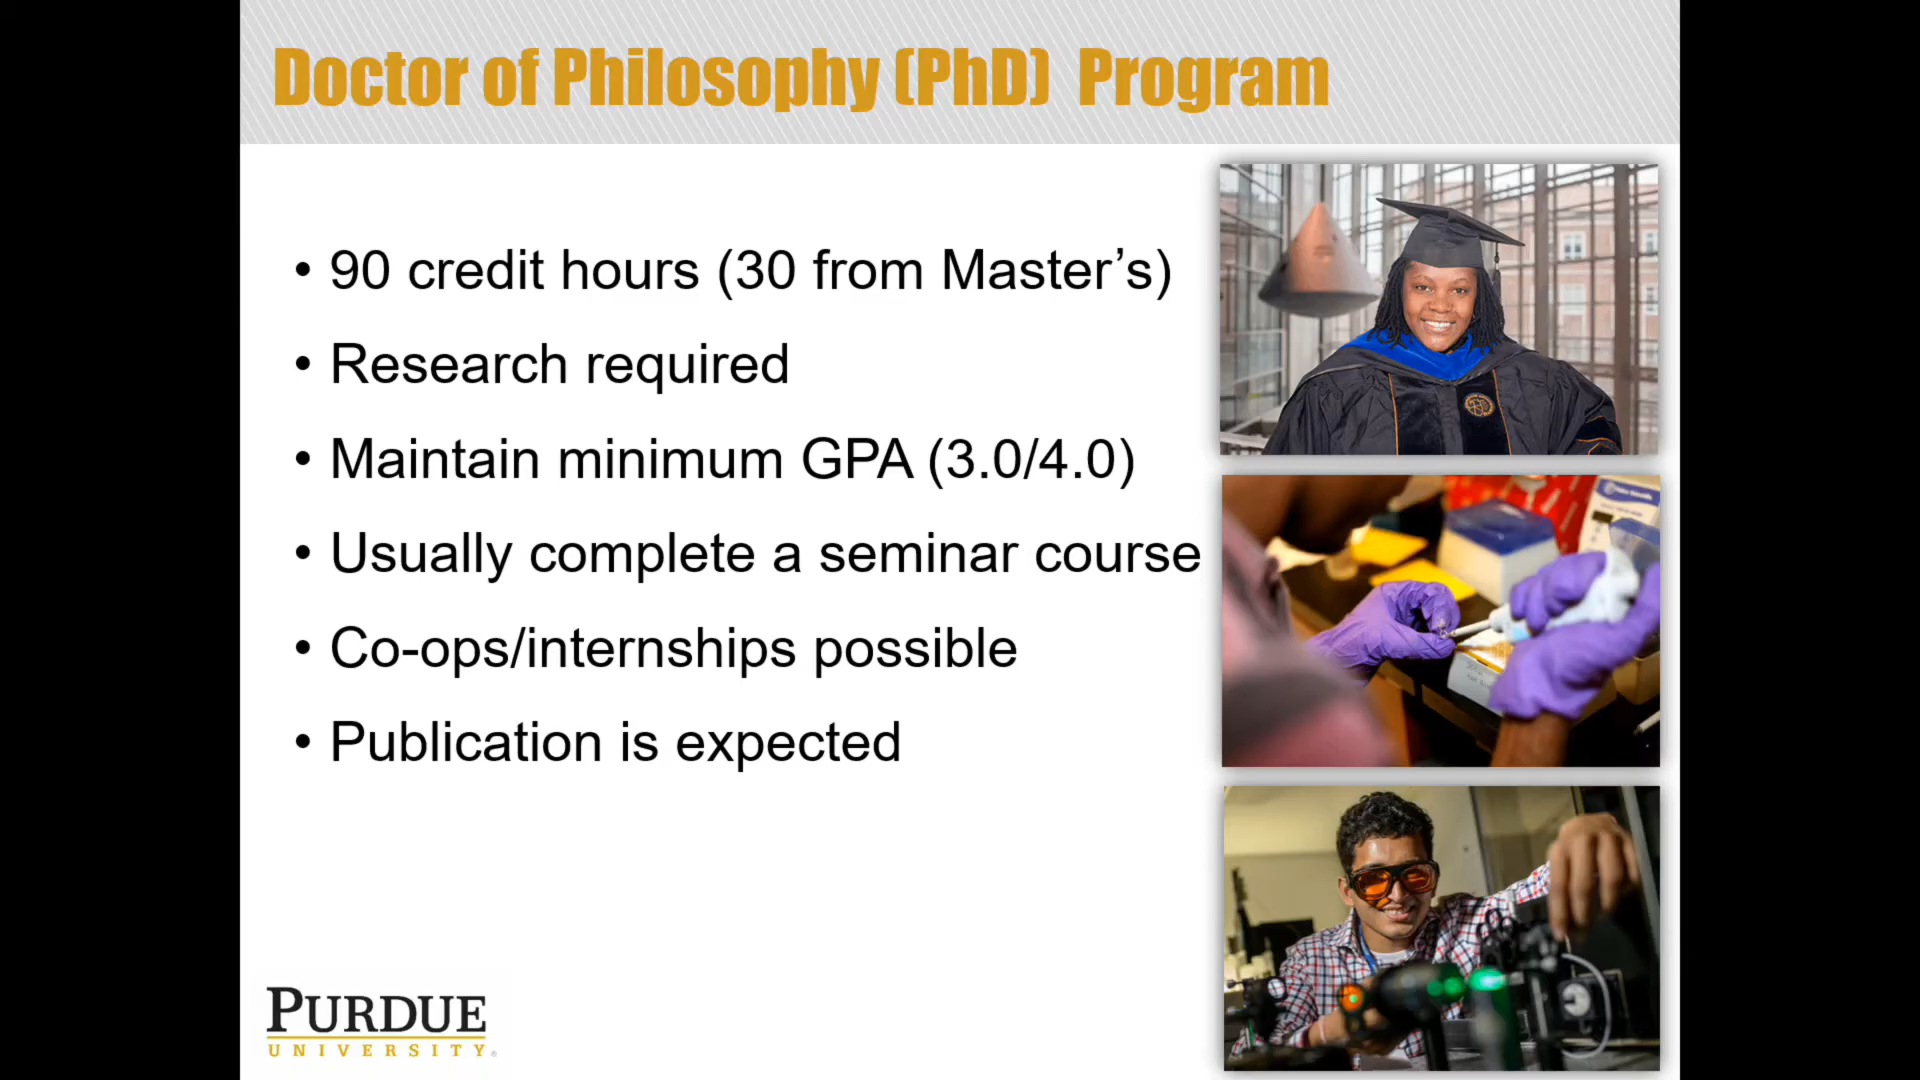 Doctor of Philosophy (PhD) Program
• 90 credit hours (30 from Master’s)
• Research required
• Maintain minimum GPA (3.0/4.0)
• Usually complete a seminar course
• Co-ops/internships possible
• Publication is expected
PURDUE
UNIVERSITY®